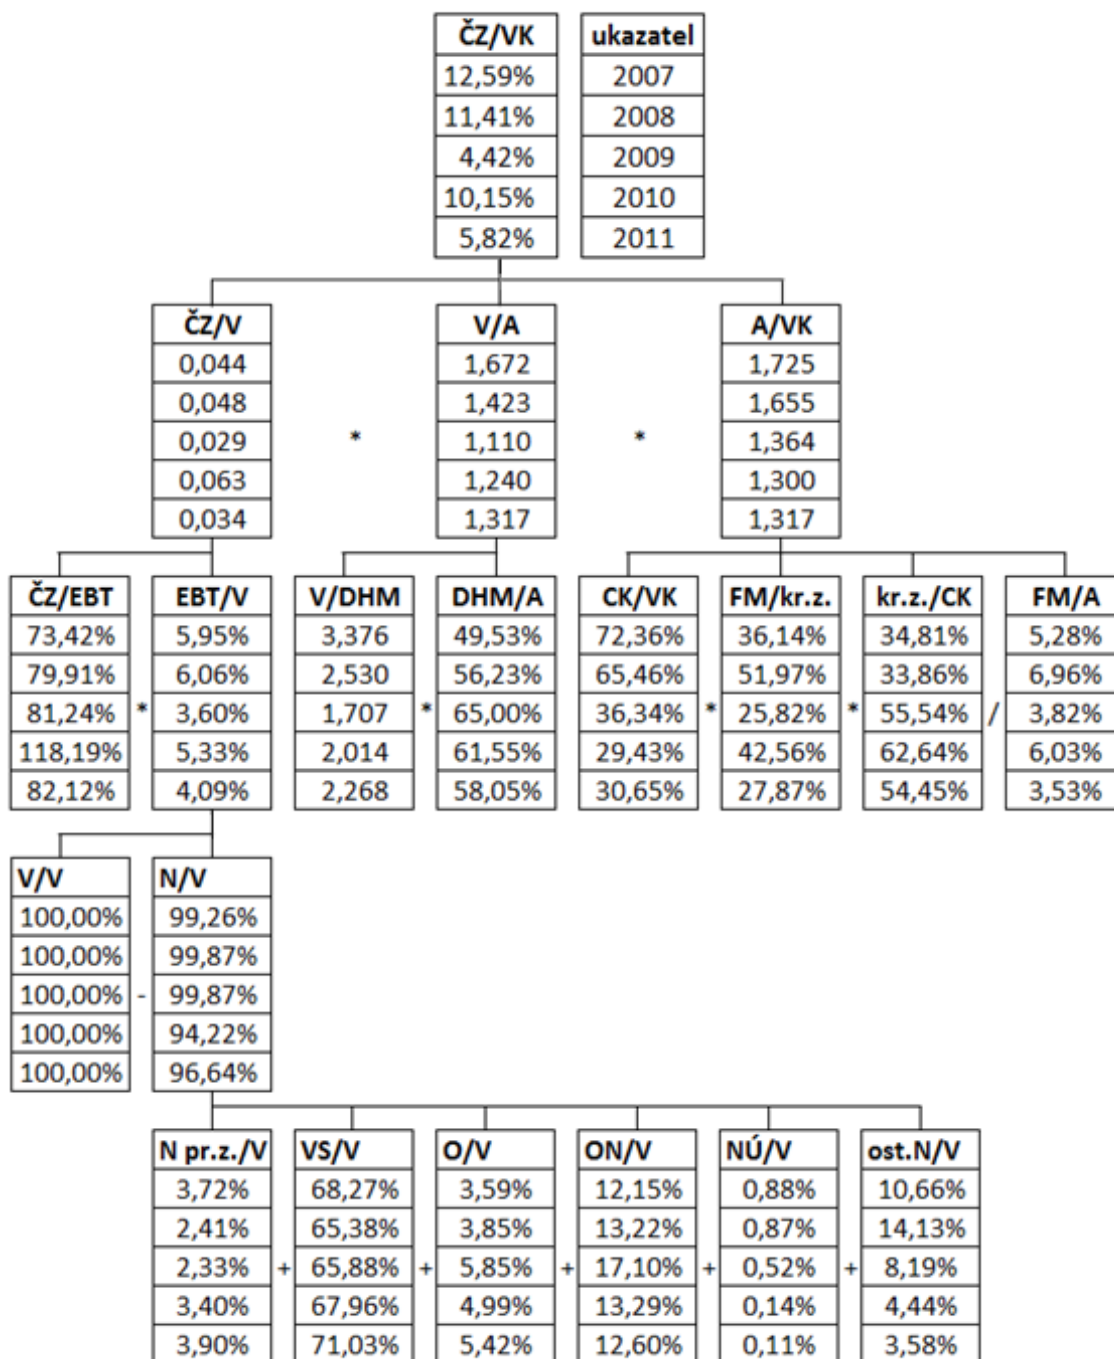 ČZ/VK ukazatel
12,59% 2007
11,41% 2008
4,42% 2009
10,15% 2010
5,82% 2011
ČZ/V V/A A/VK
0,044 1,672 1,725
0,048 1,423 1,655
0,029 * 1,110 * 1,364
0,063 1,240 1,300
0,034 1,317 1,317
ČZ/EBT EBT/V V/DHM DHM/A CK/VK FM/kr.z. kr.z./CK FM/A
73,42% 5,95% 3,376 49,53% 72,36% 36,14% 34,81% 5,28%
79,91% 6,06% 2,530 56,23% 65,46% 51,97% 33,86% 6,96%
81,24% * 3,60% 1,707 * 65,00% 36,34% * 25,82% * 55,54% / 3,82%
118,19% 5,33% 2,014 61,55% 29,43% 42,56% 62,64% 6,03%
82,12% 4,09% 2,268 58,05% 30,65% 27,87% 54,45% 3,53%
V/V N/V
100,00% 99,26%
100,00% 99,87%
100,00% - 99,87%
100,00% 94,22%
100,00% 96,64%
N pr.z./V VS/V O/V ON/V NÚ/V ost.N/V
3,72% 68,27% 3,59% 12,15% 0,88% 10,66%
2,41% 65,38% 3,85% 13,22% 0,87% 14,13%
2,33% + 65,88% + 5,85% + 17,10% + 0,52% + 8,19%
3,40% 67,96% 4,99% 13,29% 0,14% 4,44%
3,90% 71,03% 5,42% 12,60% 0,11% 3,58%